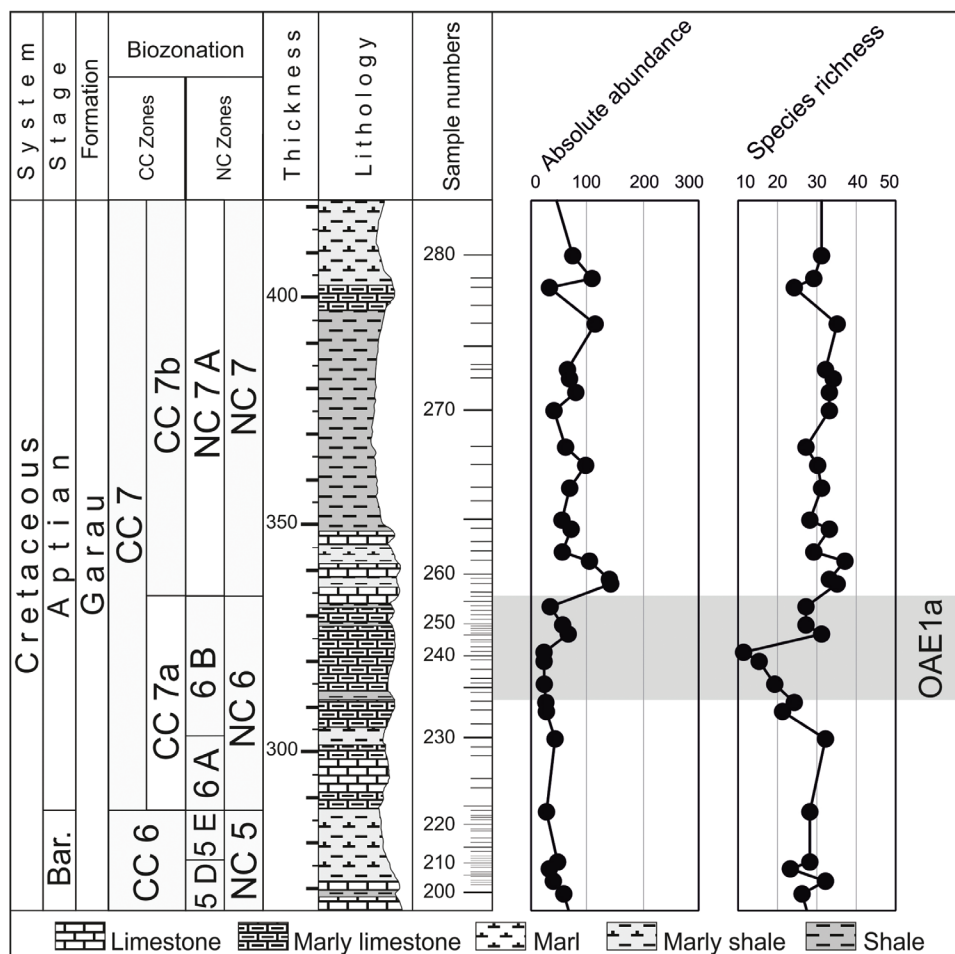 System
Stage
Formation
Biozonation
CC Zones
NC Zones
Thickness
Lithology
Sample numbers
Absolute abundance
Species richness
0 100 200 300
10 20 30 40 50
Cretaceous
Aptian
Bar.
Garau
CC 7
CC 7b
CC 7a
CC 6
NC 7 A
6 B
6 A
5 E
5 D
NC 7
NC 6
NC 5
400
350
300
280
270
260
250
240
230
220
210
200
OAE1a
Limestone Marly limestone Marl Marly shale Shale